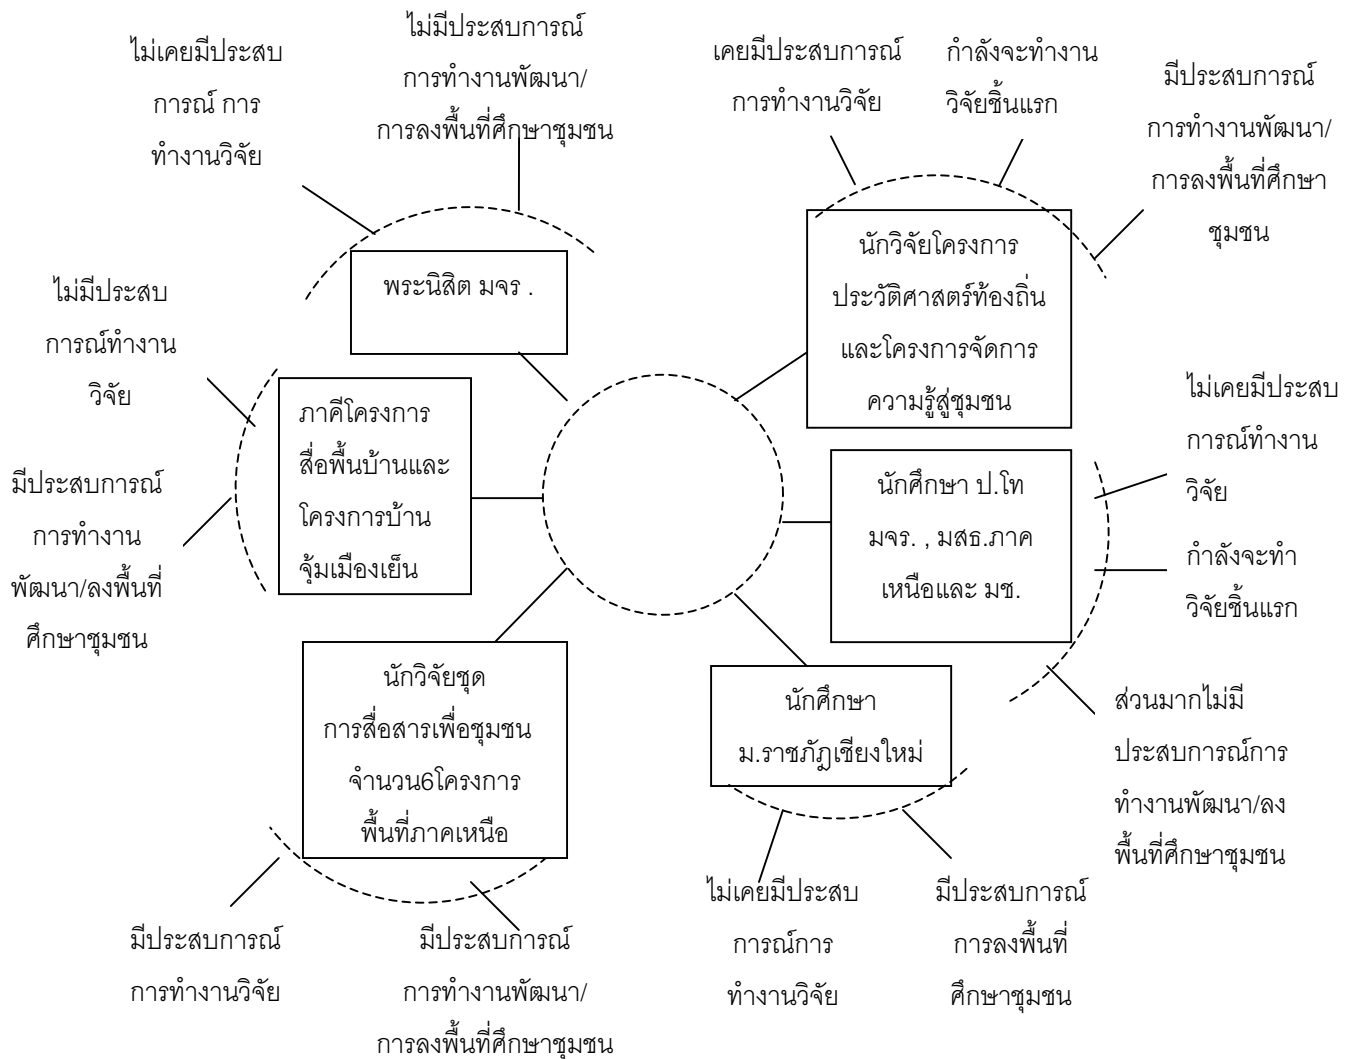 ไม่เคยมีประสบ
การณ์ การ
ทำงานวิจัย
ไม่มีประสบการณ์
การทำงานพัฒนา/
การลงพื้นที่ศึกษาชุมชน
เคยมีประสบการณ์
การทำงานวิจัย
กำลังจะทำงาน
วิจัยชิ้นแรก
มีประสบการณ์
การทำงานพัฒนา/
การลงพื้นที่ศึกษา
ชุมชน
พระนิสิต มจร .
นักวิจัยโครงการ
ประวัติศาสตร์ท้องถิ่น
และโครงการจัดการ
ความรู้สู่ชุมชน
ไม่มีประสบ
การณ์ทำงาน
วิจัย
มีประสบการณ์
การทำงาน
พัฒนา/ลงพื้นที่
ศึกษาชุมชน
ภาคีโครงการ
สื่อพื้นบ้านและ
โครงการบ้าน
จุ้มเมืองเย็น
นักศึกษา ป.โท
มจร. , มสธ.ภาค
เหนือและ มช.
ไม่เคยมีประสบ
การณ์ทำงาน
วิจัย
กำลังจะทำ
วิจัยชิ้นแรก
ส่วนมากไม่มี
ประสบการณ์การ
ทำงานพัฒนา/ลง
พื้นที่ศึกษาชุมชน
นักวิจัยชุด
การสื่อสารเพื่อชุมชน
จำนวน6โครงการ
พื้นที่ภาคเหนือ
นักศึกษา
ม.ราชภัฏเชียงใหม่
มีประสบการณ์
การทำงานวิจัย
มีประสบการณ์
การทำงานพัฒนา/
การลงพื้นที่ศึกษาชุมชน
ไม่เคยมีประสบ
การณ์การ
ทำงานวิจัย
มีประสบการณ์
การลงพื้นที่
ศึกษาชุมชน